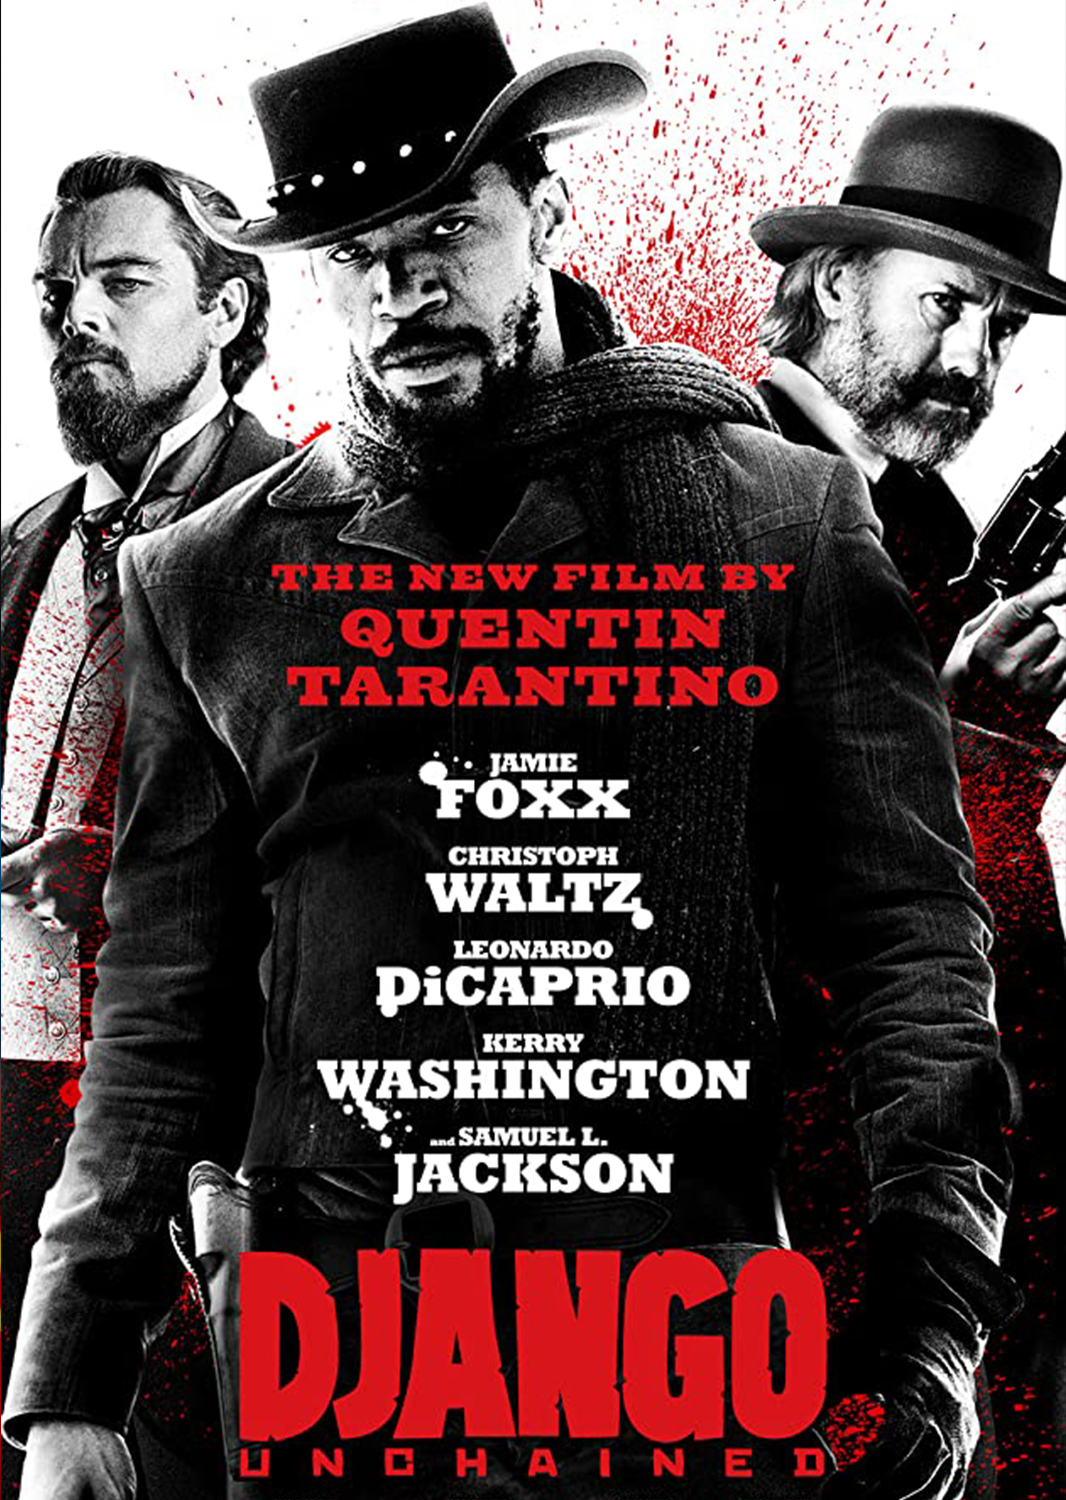 THE NEW FILM BY
QUENTIN
TARANTINO
JAMIE
FOXX
CHRISTOPH
WALTZ
LEONARDO
DiCAPRIO
KERRY
WASHINGTON
and SAMUEL L.
JACKSON
DJANGO
UNCHAINED